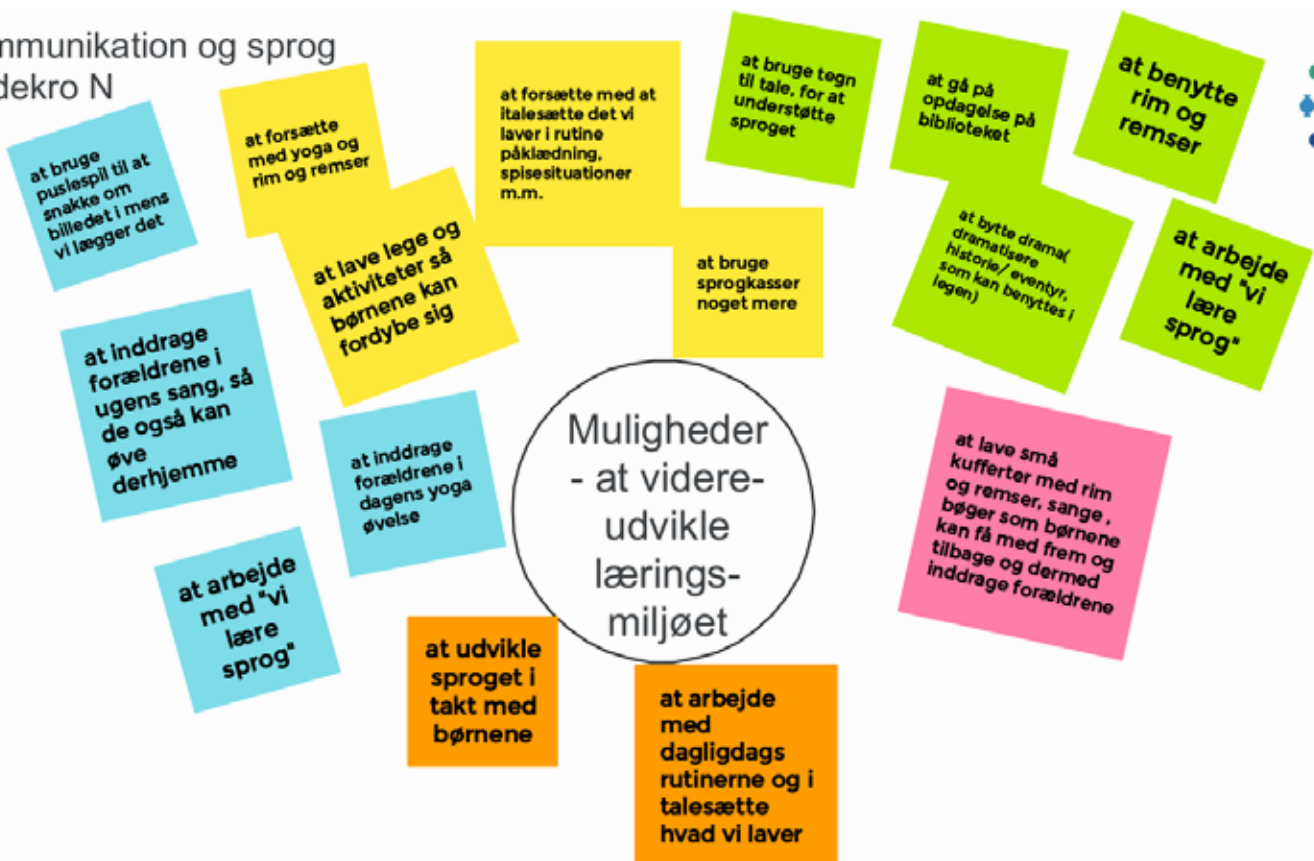 mmunikation og sprog
dekro N
at bruge
puslespil til at
snakke om
billedet i mens
vi lægger det
at forsætte
med yoga og
rim og remser
at forsætte med at
italesætte det vi
laver i rutine
påklædning,
spisesituationer
m.m.
at bruge tegn
til tale, for at
understøtte
sproget
at gå på
opdagelse på
biblioteket
at benytte
rim og
remser
at lave lege og
aktiviteter så
børnene kan
fordybe sig
at bruge
sprogkasser
noget mere
at bytte drama(
dramatisere
historie/ eventyr,
som kan benyttes i
legen)
at arbejde
med "vi
lære
sprog"
at inddrage
forældrene i
ugens sang, så
de også kan
øve
derhjemme
at inddrage
forældrene i
dagens yoga
øvelse
Muligheder
- at videre-
udvikle
lærings-
miljøet
at lave små
kufferter med rim
og remser, sange ,
bøger som børnene
kan få med frem og
tilbage og dermed
inddrage forældrene
at arbejde
med "vi
lære
sprog"
at udvikle
sproget i
takt med
børnene
at arbejde
med
dagligdags
rutinerne og i
talesætte
hvad vi laver